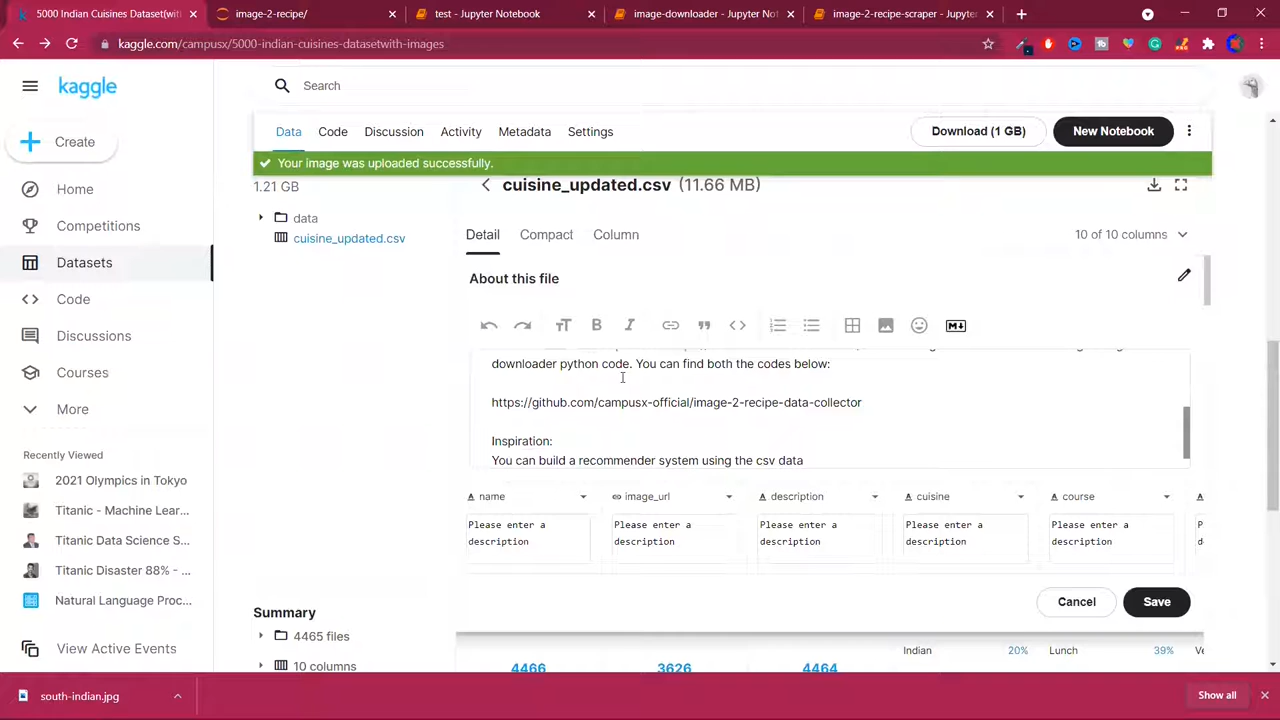 5000 Indian Cuisines Dataset(wit
image-2-recipe/
test - Jupyter Notebook
image-downloader - Jupyter Not
image-2-recipe-scraper - Jupyter
kaggle.com/campusx/5000-indian-cuisines-datasetwith-images
kaggle
Search
Create
Data
Code
Discussion
Activity
Metadata
Settings
Download (1 GB)
New Notebook
Your image was uploaded successfully.
Home
Competitions
Datasets
Code
Discussions
Courses
More
Recently Viewed
2021 Olympics in Tokyo
Titanic - Machine Lear...
Titanic Data Science S...
Titanic Disaster 88% - ...
Natural Language Proc...
View Active Events
1.21 GB
data
cuisine_updated.csv
cuisine_updated.csv (11.66 MB)
Detail
Compact
Column
10 of 10 columns
About this file
downloader python code. You can find both the codes below:
https://github.com/campusx-official/image-2-recipe-data-collector
Inspiration:
You can build a recommender system using the csv data
name
image_url
description
cuisine
course
Please enter a
description
Please enter a
description
Please enter a
description
Please enter a
description
Please enter a
description
Cancel
Save
Summary
4465 files
10 columns
4466
3626
4464
Indian 20%
Lunch 39%
south-indian.jpg
Show all